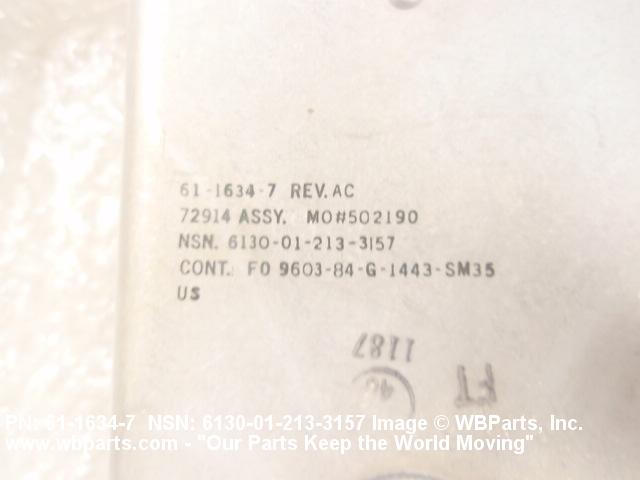 61-1634-7 REV. AC
72914 ASSY. MO#502190
NSN. 6130-01-213-3157
CONT. FO 9603-84-G-1443-SM35
US
1187
FT
PN: 61-1634-7 NSN: 6130-01-213-3157 Image © WBParts, Inc.
www.wbparts.com - "Our Parts Keep the World Moving"